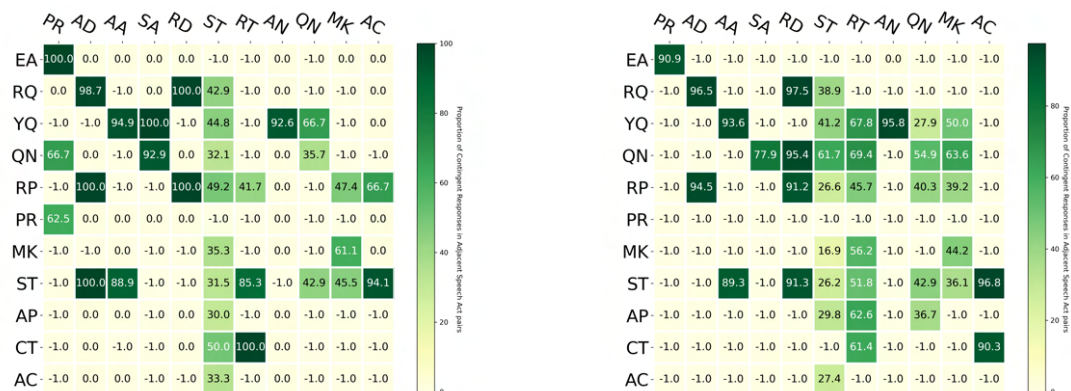 PR AD AA SA RD ST RT AN QN MK AC
EA 100.0 0.0 0.0 0.0 0.0 -1.0 0.0 0.0 -1.0 0.0 0.0
RQ 0.0 98.7 -1.0 0.0 100.0 42.9 -1.0 0.0 -1.0 -1.0 0.0
YQ -1.0 -1.0 94.9 100.0 -1.0 44.8 -1.0 92.6 66.7 -1.0 0.0
QN 66.7 0.0 -1.0 92.9 0.0 32.1 -1.0 0.0 35.7 -1.0 -1.0
RP -1.0 100.0 0.0 -1.0 100.0 49.2 41.7 0.0 -1.0 47.4 66.7
PR 62.5 0.0 0.0 0.0 0.0 -1.0 -1.0 0.0 -1.0 -1.0 0.0
MK -1.0 -1.0 0.0 -1.0 -1.0 35.3 -1.0 0.0 -1.0 61.1 -1.0
ST -1.0 100.0 88.9 -1.0 -1.0 31.5 85.3 -1.0 42.9 45.5 94.1
AP -1.0 0.0 0.0 -1.0 -1.0 30.0 -1.0 0.0 -1.0 -1.0 -1.0
CT -1.0 0.0 0.0 -1.0 0.0 50.0 100.0 0.0 -1.0 -1.0 -1.0
AC -1.0 0.0 0.0 -1.0 -1.0 33.3 -1.0 0.0 -1.0 -1.0 -1.0
100
80
60
40
20
0
Proportion of Contingent Responses in Adjacent Speech Act pairs
PR AD AA SA RD ST RT AN QN MK AC
EA 90.9 -1.0 -1.0 0.0 -1.0 -1.0 -1.0 -1.0 -1.0 -1.0 -1.0
RQ -1.0 96.5 -1.0 0.0 97.5 38.9 -1.0 0.0 -1.0 -1.0 -1.0
YQ -1.0 -1.0 93.6 -1.0 -1.0 41.2 67.8 95.8 27.9 50.0 -1.0
QN -1.0 -1.0 -1.0 77.9 95.4 61.7 69.4 -1.0 54.9 63.6 -1.0
RP -1.0 94.5 -1.0 -1.0 91.2 26.6 45.7 -1.0 40.3 39.2 -1.0
PR -1.0 -1.0 -1.0 -1.0 -1.0 -1.0 -1.0 0.0 -1.0 -1.0 -1.0
MK -1.0 -1.0 -1.0 -1.0 -1.0 16.9 56.2 -1.0 -1.0 44.2 -1.0
ST -1.0 -1.0 89.3 -1.0 91.3 26.2 51.8 -1.0 42.9 36.1 96.8
AP -1.0 -1.0 -1.0 -1.0 -1.0 29.8 62.6 -1.0 36.7 -1.0 -1.0
CT -1.0 -1.0 -1.0 -1.0 -1.0 -1.0 61.4 -1.0 -1.0 -1.0 90.3
AC -1.0 -1.0 -1.0 -1.0 -1.0 27.4 -1.0 -1.0 -1.0 -1.0 -1.0
80
60
40
20
0
Proportion of Contingent Responses in Adjacent Speech Act pairs